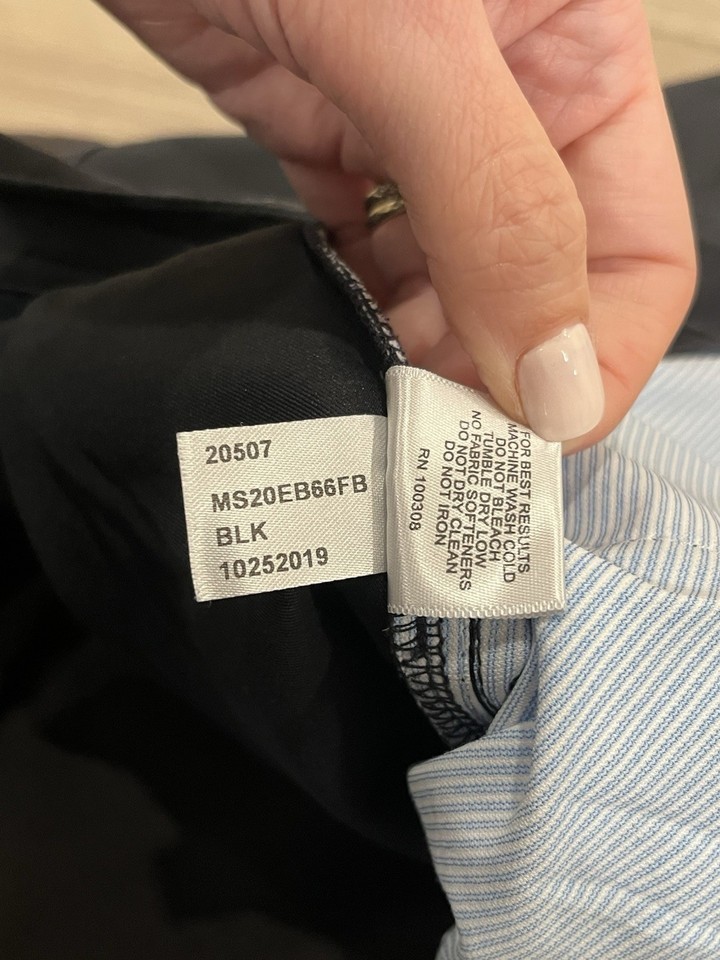 20507
MS20EB66FB
BLK
10252019
FOR BEST RESULTS
MACHINE WASH COLD
DO NOT BLEACH
TUMBLE DRY LOW
NO FABRIC SOFTENERS
DO NOT DRY CLEAN
DO NOT IRON
RN 100308